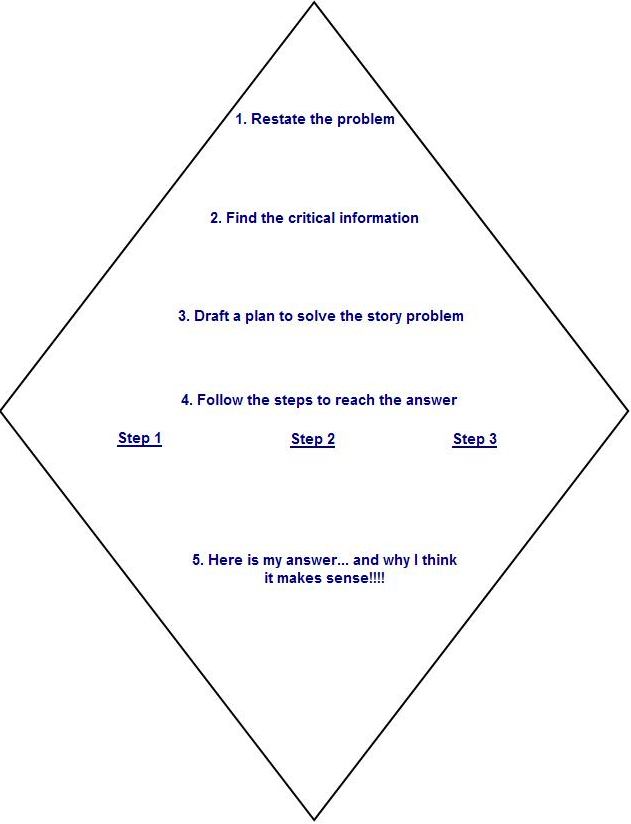 1. Restate the problem
2. Find the critical information
3. Draft a plan to solve the story problem
4. Follow the steps to reach the answer
Step 1 Step 2 Step 3
5. Here is my answer... and why I think
it makes sense!!!!